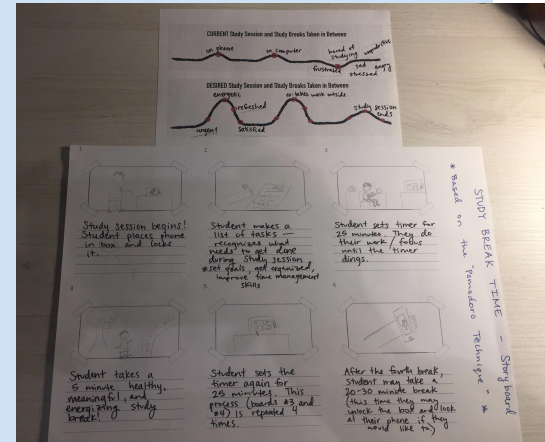 CURRENT Study Session and Study Breaks Taken in Between
on phone
on computer
bored of
studying
unproductive
frustrated
sad
angry
stressed
DESIRED Study Session and Study Breaks Taken in Between
energetic
refreshed
urgent
satisfied
takes walk outside
study session
ends
STUDY BREAK TIME - Storyboard
* Based on the "Pomodoro Technique" *
1
Study session begins!
Student places phone
in box and locks
it.
2
Student makes a
list of tasks —
recognizes what
needs to get done
during study session
*set goals, get organized,
improve time management
skills
3
Student sets timer for
25 minutes. They do
their work / focus
until the timer
dings.
4
Student takes a
5 minute healthy,
meaningful, and
energizing study
break!
5
Student sets the
timer again for
25 minutes. This
process (boards #3 and
#4) is repeated 4
times.
6
After the fourth break,
student may take a
20-30 minute break
(this time they may
unlock the box and look
at their phone if they
would like to)